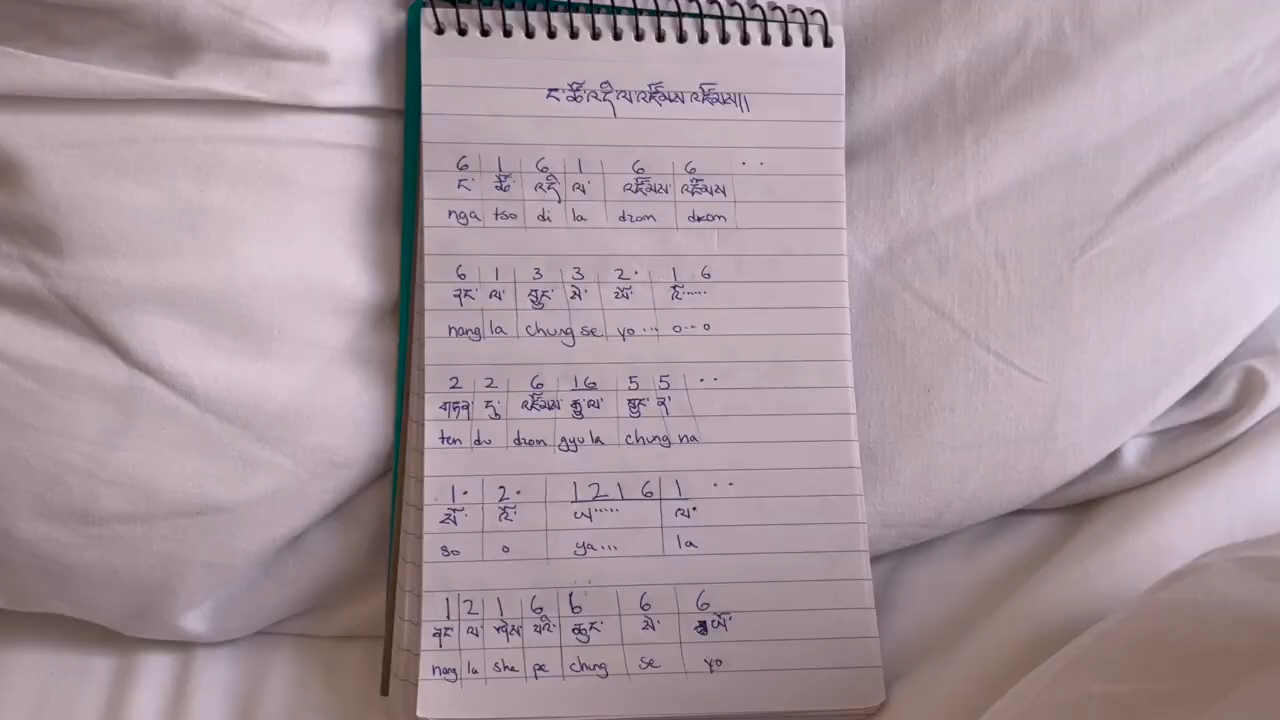 ང་ཚོ་འདི་ལ་འཛོམས་འཛོམས།།
6 1 6 1 6 6 . .
ང་ ཚོ་ འདི ལ་ འཛོམས་ འཛོམས
nga tso di la dzom dzom
6 1 3 3 2 . 1 6
ནང་ ལ་ བྱུང་ སེ་ ཡོ་ འོ་.....
nang la chung se yo ... o...o
2 2 6 16 5 5 . .
གཏན་ དུ་ འཛོམས་ རྒྱུ་ལ་ བྱུང་ ན་
ten du dzom gyu la chung na
1 . 2 . 1 2 1 6 1 . .
སོ་ འོ་ ཡ..... ལ་
so o ya... la
1 2 1 6 6 6 6
ནང་ ལ་ ཤེས་ པའི་ ཆུང་ སེ་ ཡོ་
nang la she pe chung se yo